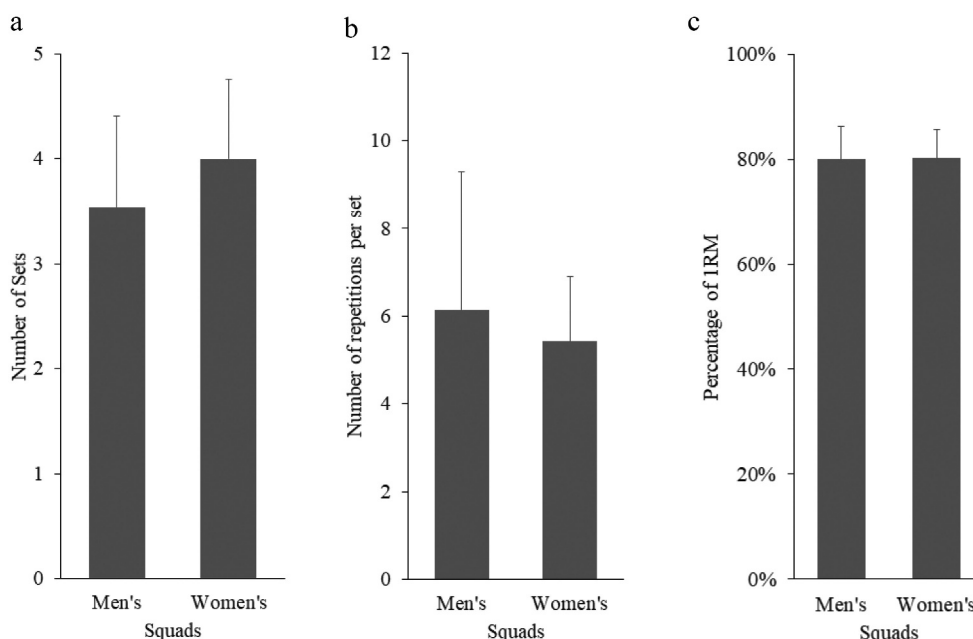 a
Number of Sets
5
4
3
2
1
0
Men's Women's
Squads
b
Number of repetitions per set
12
10
8
6
4
2
0
Men's Women's
Squads
c
Percentage of 1RM
100%
80%
60%
40%
20%
0%
Men's Women's
Squads